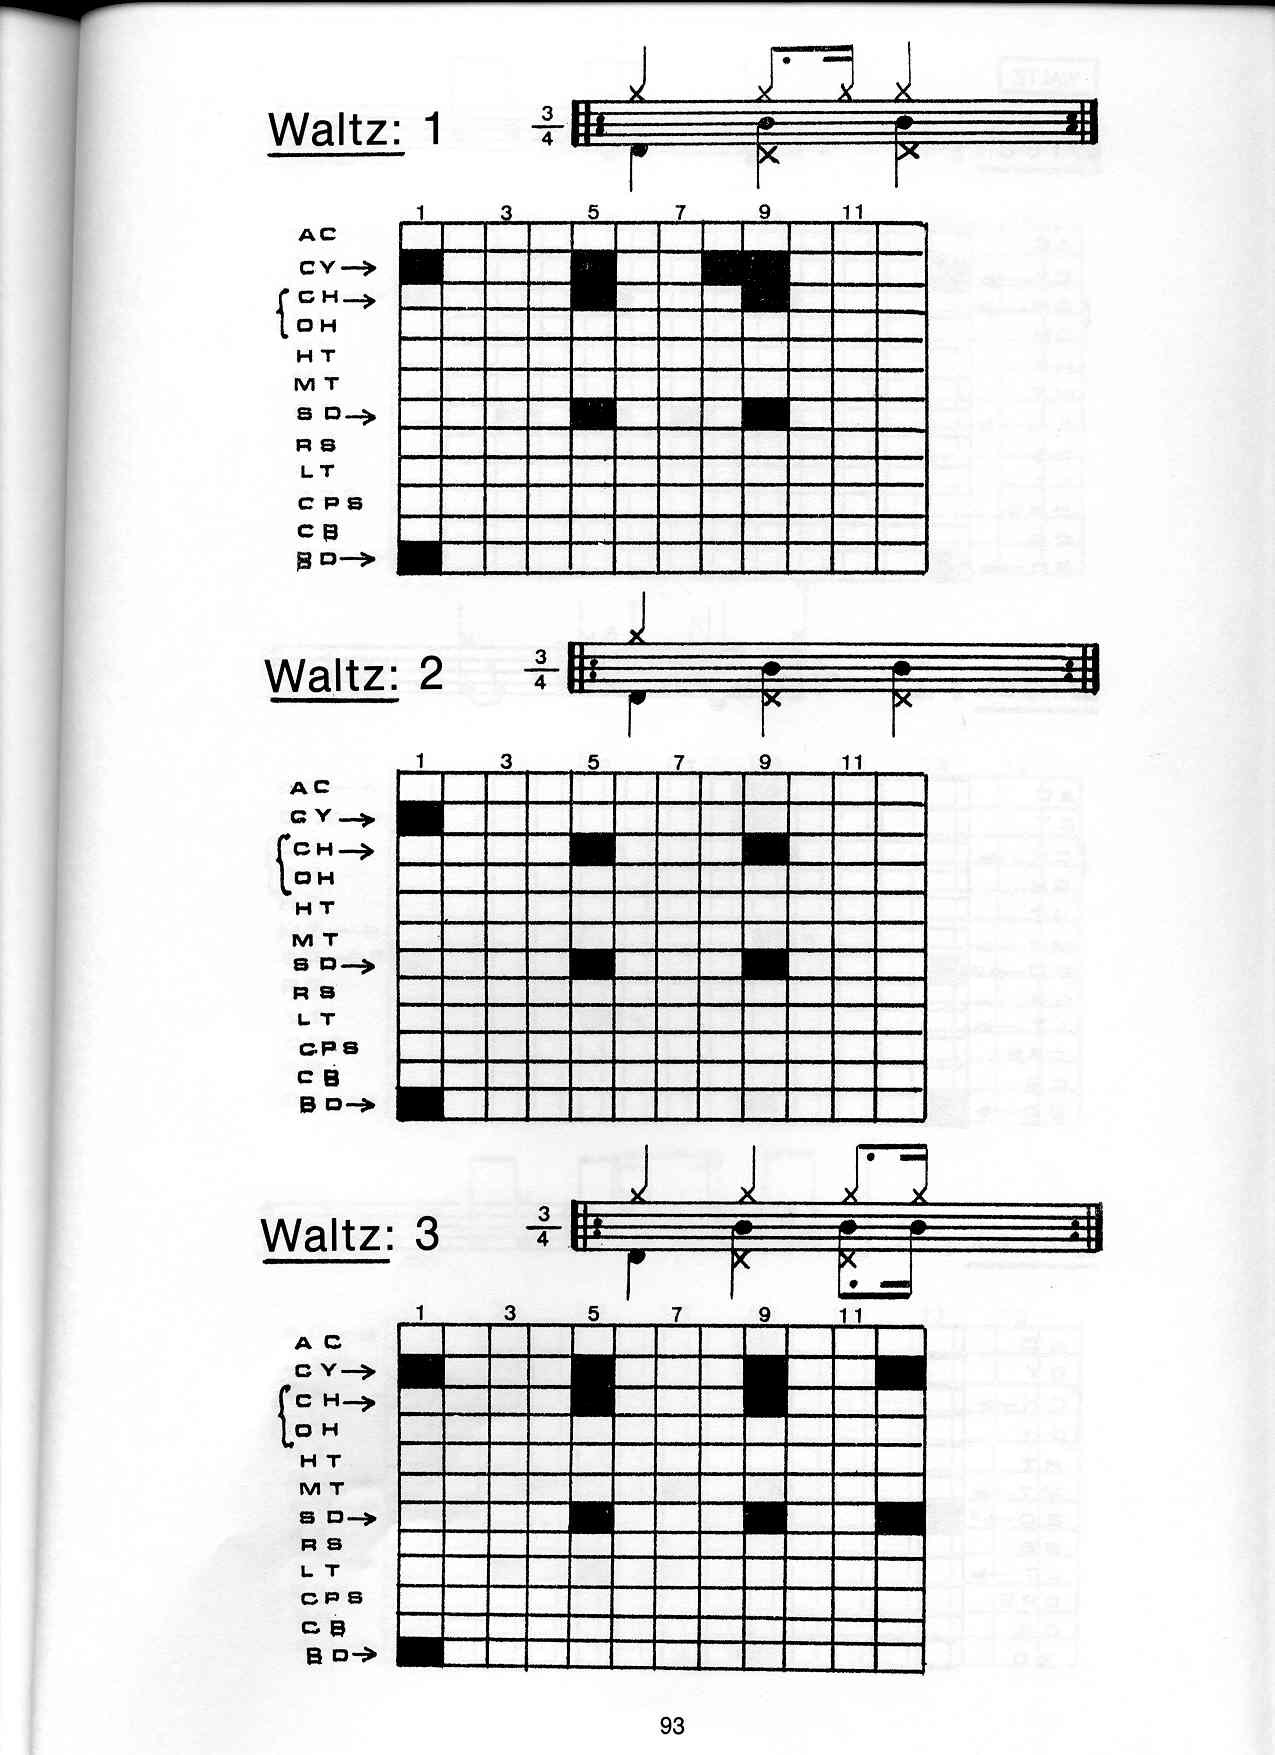 Waltz: 1
3
4
1 3 5 7 9 11
AC
CY→
CH→
OH
HT
MT
SD→
RS
LT
CPS
CB
BD→
Waltz: 2
3
4
1 3 5 7 9 11
AC
CY→
CH→
OH
HT
MT
SD→
RS
LT
CPS
CB
BD→
Waltz: 3
3
4
1 3 5 7 9 11
AC
CY→
CH→
OH
HT
MT
SD→
RS
LT
CPS
CB
BD→
93